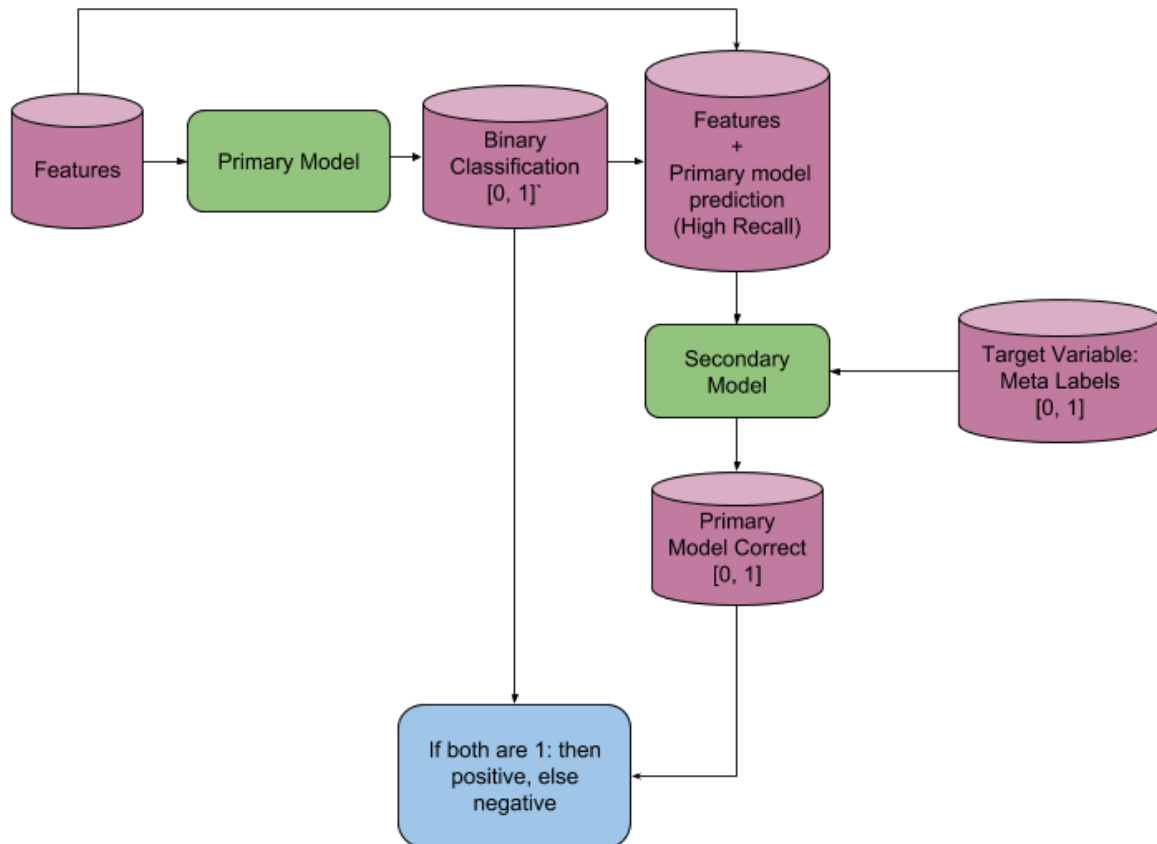 Features
Primary Model
Binary
Classification
[0, 1]`
Features
+
Primary model
prediction
(High Recall)
Secondary
Model
Target Variable:
Meta Labels
[0, 1]
Primary
Model Correct
[0, 1]
If both are 1: then
positive, else
negative